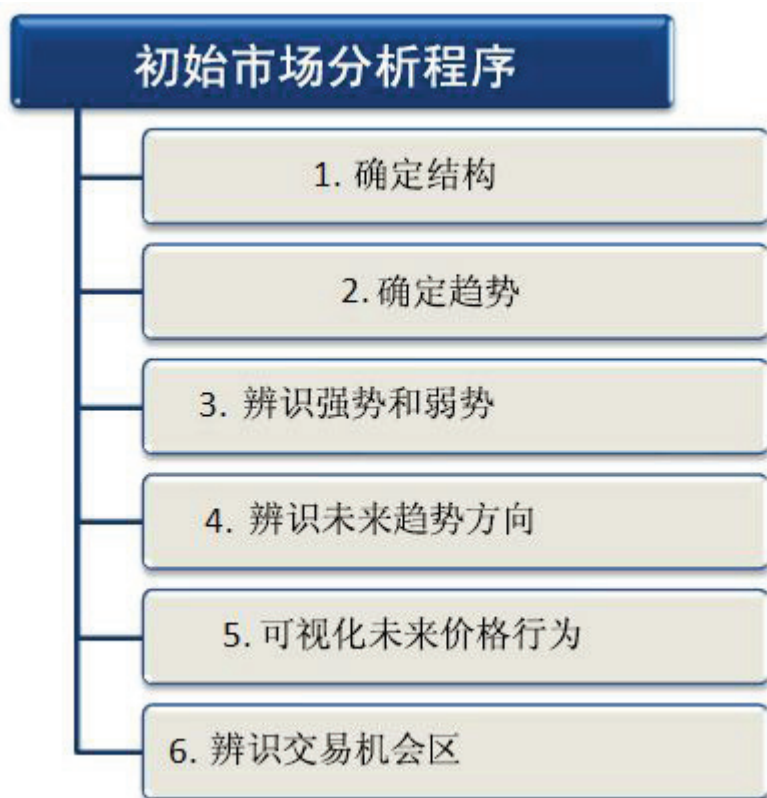 初始市场分析程序
1. 确定结构
2. 确定趋势
3. 辨识强势和弱势
4. 辨识未来趋势方向
5. 可视化未来价格行为
6. 辨识交易机会区